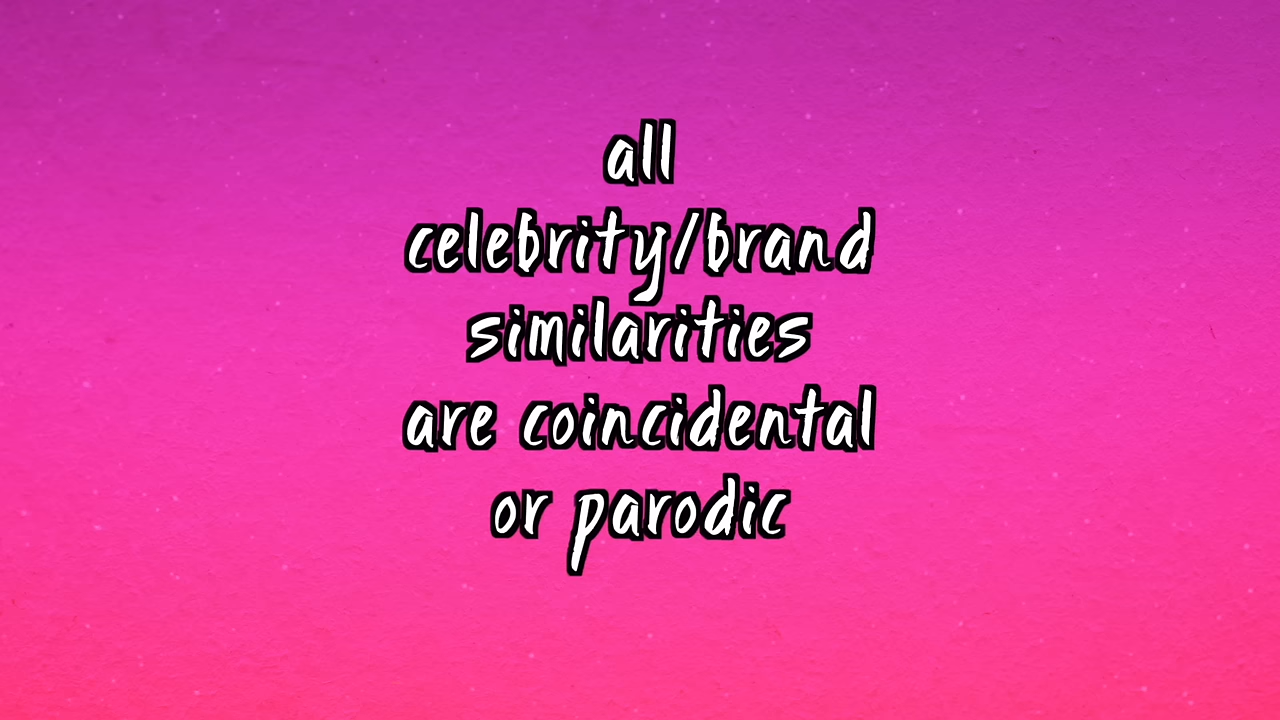 all
celebrity/brand
similarities
are coincidental
or parodic